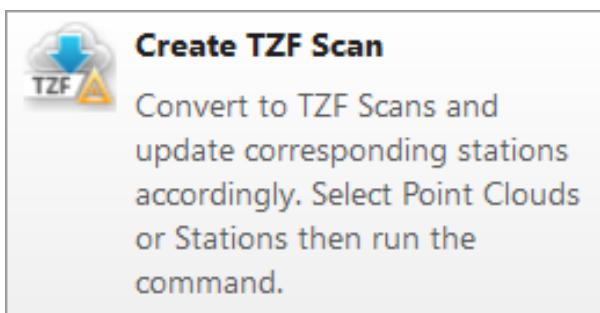 Create TZF Scan
TZF
Convert to TZF Scans and
update corresponding stations
accordingly. Select Point Clouds
or Stations then run the
command.